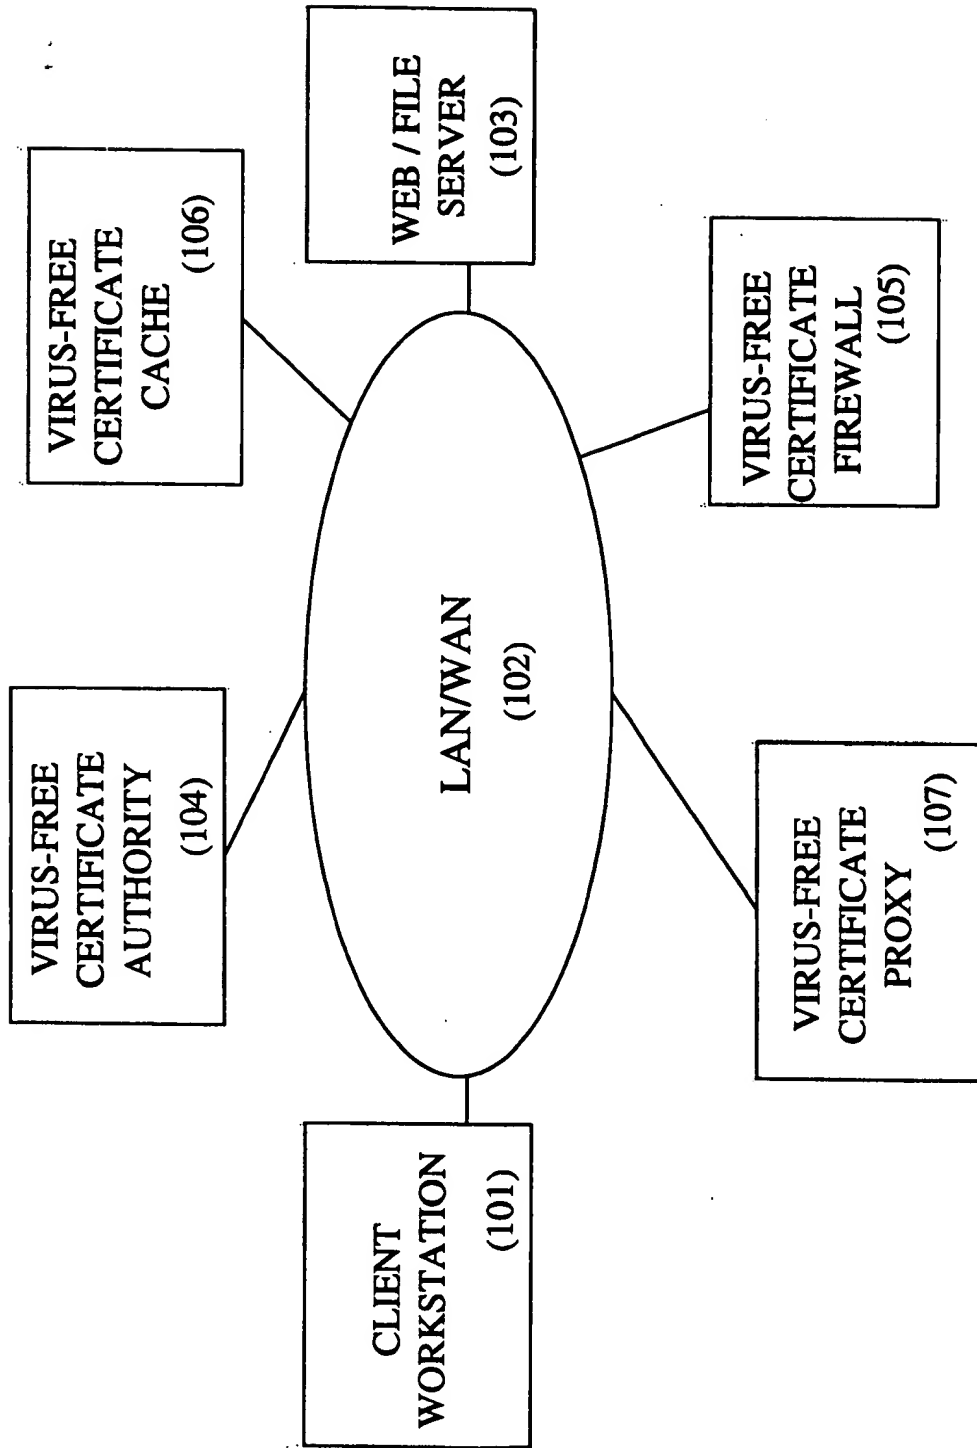 VIRUS-FREE
CERTIFICATE
AUTHORITY
(104)
VIRUS-FREE
CERTIFICATE
CACHE
(106)
CLIENT
WORKSTATION
(101)
LAN/WAN
(102)
WEB / FILE
SERVER
(103)
VIRUS-FREE
CERTIFICATE
PROXY
(107)
VIRUS-FREE
CERTIFICATE
FIREWALL
(105)